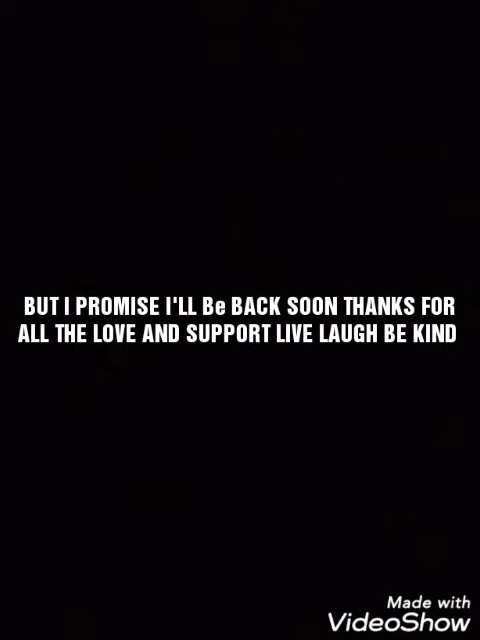 BUT I PROMISE I'LL Be BACK SOON THANKS FOR
ALL THE LOVE AND SUPPORT LIVE LAUGH BE KIND
Made with
VideoShow